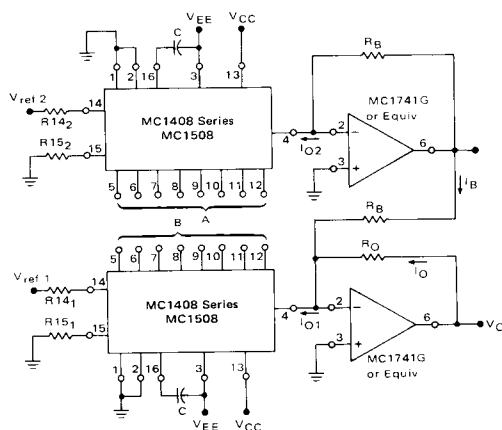 VEE
VCC
C
RB
1 2 16 3 13
Vref 2
R14₂
14
MC1408 Series
MC1508
MC1741G
or Equiv
4
2
IO2
6
R15₂
15
3
iB
5 6 7 8 9 10 11 12
A
B
RB
5 6 7 8 9 10 11 12
RO
IO
Vref 1
R14₁
14
MC1408 Series
MC1508
4
2
IO1
6
VO
R15₁
15
3
MC1741G
or Equiv
1 2 16 3 13
C
VEE
VCC